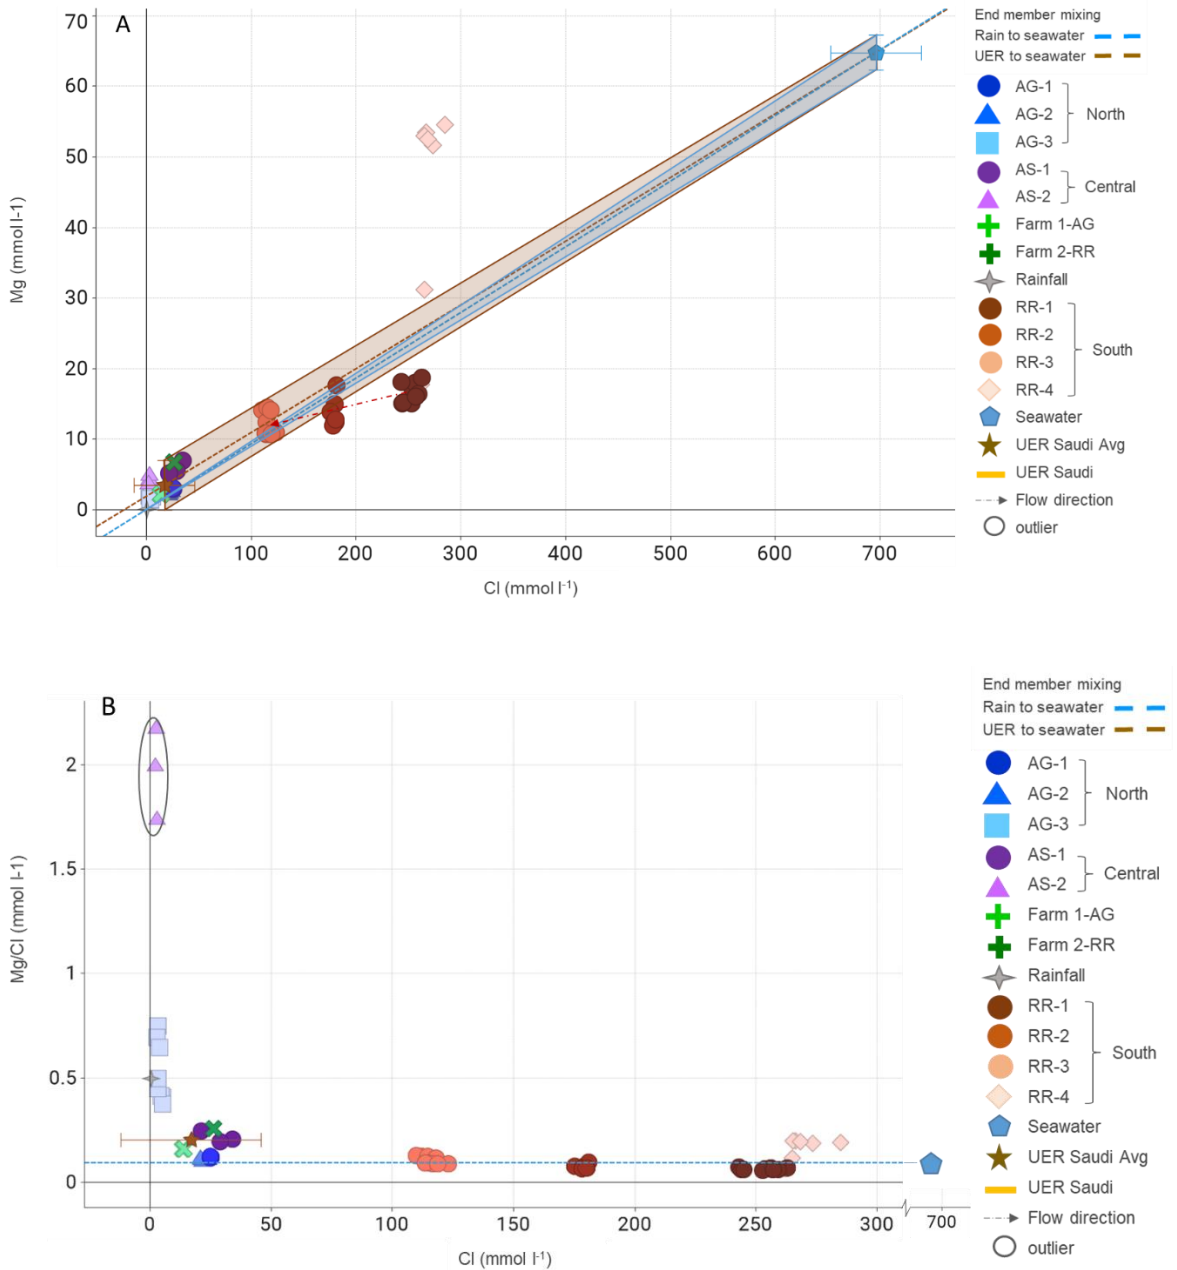 A
70
60
50
40
30
20
10
0
Mg (mmol l-1)
0 100 200 300 400 500 600 700
Cl (mmol l⁻¹)
End member mixing
Rain to seawater
UER to seawater
AG-1
AG-2 North
AG-3
AS-1
Central
AS-2
Farm 1-AG
Farm 2-RR
Rainfall
RR-1
RR-2
South
RR-3
RR-4
Seawater
UER Saudi Avg
UER Saudi
Flow direction
outlier
B
2
1.5
1
0.5
0
Mg/Cl (mmol l-1)
0 50 100 150 200 250 300 700
Cl (mmol l⁻¹)
End member mixing
Rain to seawater
UER to seawater
AG-1
AG-2 North
AG-3
AS-1
Central
AS-2
Farm 1-AG
Farm 2-RR
Rainfall
RR-1
RR-2
South
RR-3
RR-4
Seawater
UER Saudi Avg
UER Saudi
Flow direction
outlier